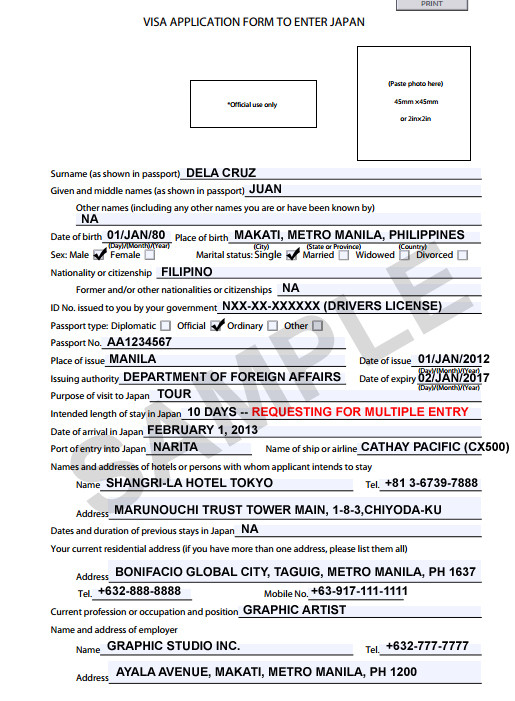 PRINT
VISA APPLICATION FORM TO ENTER JAPAN
(Paste photo here)
45mm x45mm
or 2in×2in
*Official use only
Surname (as shown in passport) DELA CRUZ
Given and middle names (as shown in passport) JUAN
Other names (including any other names you are or have been known by)
NA
Date of birth 01/JAN/80 Place of birth MAKATI, METRO MANILA, PHILIPPINES
(Day)/(Month)/(Year) (City) (State or Province) (Country)
Sex: Male Female Marital status: Single Married Widowed Divorced
Nationality or citizenship FILIPINO
Former and/or other nationalities or citizenships NA
ID No. issued to you by your government NXX-XX-XXXXXX (DRIVERS LICENSE)
Passport type: Diplomatic Official Ordinary Other
Passport No. AA1234567
Place of issue MANILA Date of issue 01/JAN/2012
(Day)/(Month)/(Year)
Issuing authority DEPARTMENT OF FOREIGN AFFAIRS Date of expiry 02/JAN/2017
(Day)/(Month)/(Year)
Purpose of visit to Japan TOUR
Intended length of stay in Japan 10 DAYS -- REQUESTING FOR MULTIPLE ENTRY
Date of arrival in Japan FEBRUARY 1, 2013
Port of entry into Japan NARITA Name of ship or airline CATHAY PACIFIC (CX500)
Names and addresses of hotels or persons with whom applicant intends to stay
Name SHANGRI-LA HOTEL TOKYO Tel. +81 3-6739-7888
Address MARUNOUCHI TRUST TOWER MAIN, 1-8-3,CHIYODA-KU
Dates and duration of previous stays in Japan NA
Your current residential address (if you have more than one address, please list them all)
Address BONIFACIO GLOBAL CITY, TAGUIG, METRO MANILA, PH 1637
Tel. +632-888-8888 Mobile No. +63-917-111-1111
Current profession or occupation and position GRAPHIC ARTIST
Name and address of employer
Name GRAPHIC STUDIO INC. Tel. +632-777-7777
Address AYALA AVENUE, MAKATI, METRO MANILA, PH 1200
SAMPLE